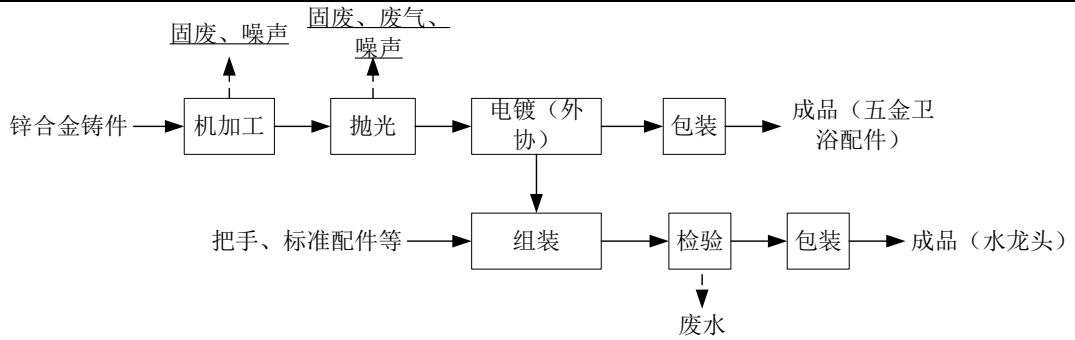 固废、噪声
固废、废气、
噪声
锌合金铸件
机加工
抛光
电镀（外
协）
包装
成品（五金卫
浴配件）
把手、标准配件等
组装
检验
包装
成品（水龙头）
废水